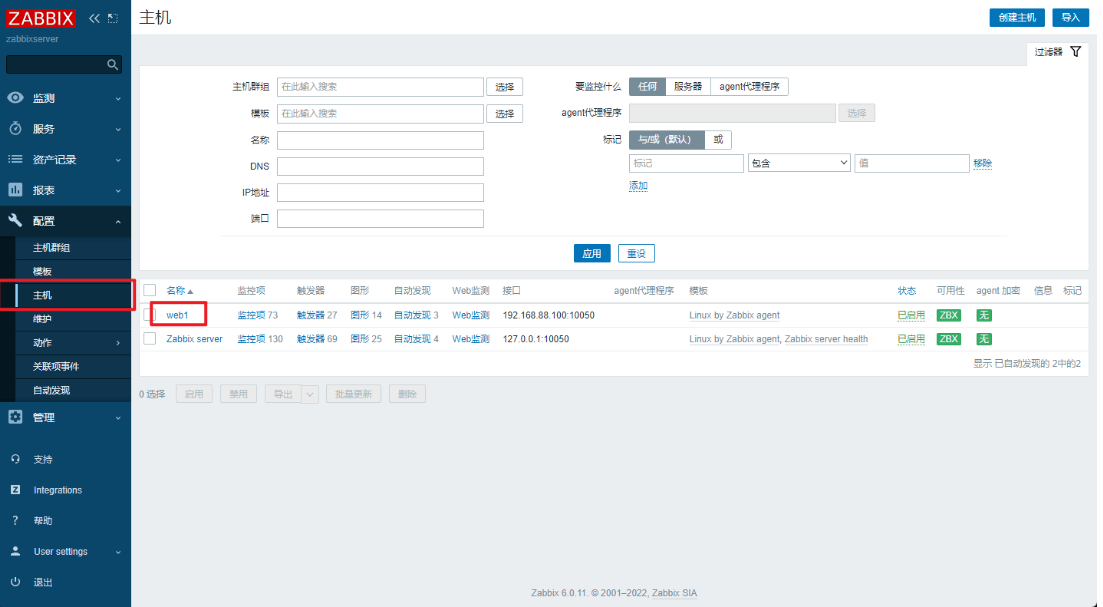 ZABBIX
zabbixserver
监测
服务
资产记录
报表
配置
主机群组
模板
主机
维护
动作
关联项事件
自动发现
管理
支持
Integrations
? 帮助
User settings
退出
主机
创建主机 导入
过滤器
主机群组 在此输入搜索 选择 要监控什么 任何 服务器 agent代理程序
模板 在此输入搜索 选择 agent代理程序 选择
名称 标记 与/或（默认） 或
DNS 标记 包含 值 移除
IP地址 添加
端口
应用 重设
名称 监控项 触发器 图形 自动发现 Web监测 接口 agent代理程序 模板 状态 可用性 agent 加密 信息 标记
web1 监控项 73 触发器 27 图形 14 自动发现 3 Web监测 192.168.88.100:10050 Linux by Zabbix agent 已启用 ZBX 无
Zabbix server 监控项 130 触发器 69 图形 25 自动发现 4 Web监测 127.0.0.1:10050 Linux by Zabbix agent, Zabbix server health 已启用 ZBX 无
显示 已自动发现的 2中的2
0 选择 启用 禁用 导出 批量更新 删除
Zabbix 6.0.11. © 2001–2022, Zabbix SIA